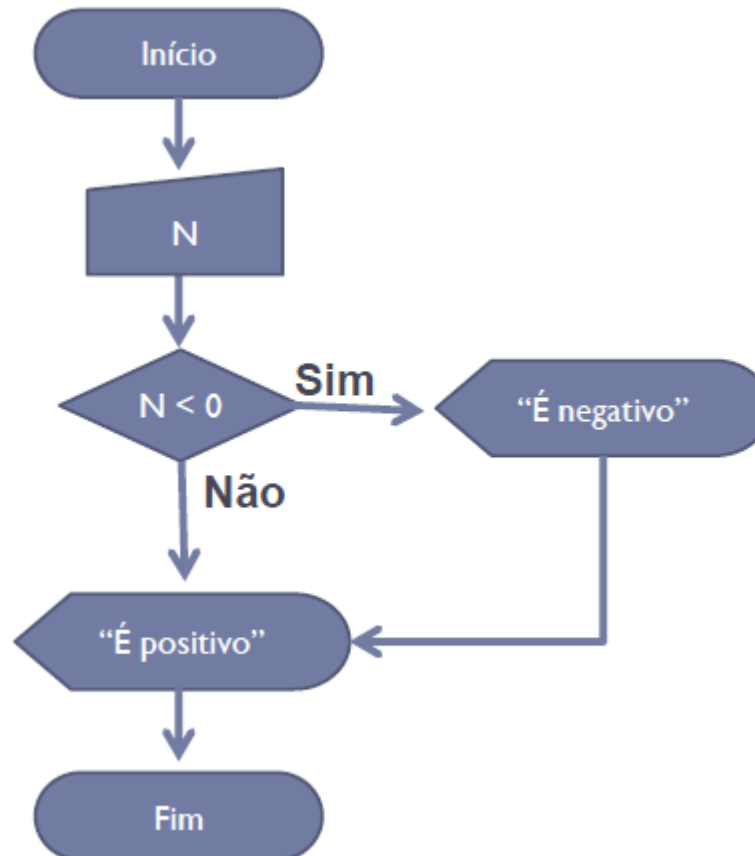 Início
N
N < 0
Sim
“É negativo”
Não
“É positivo”
Fim